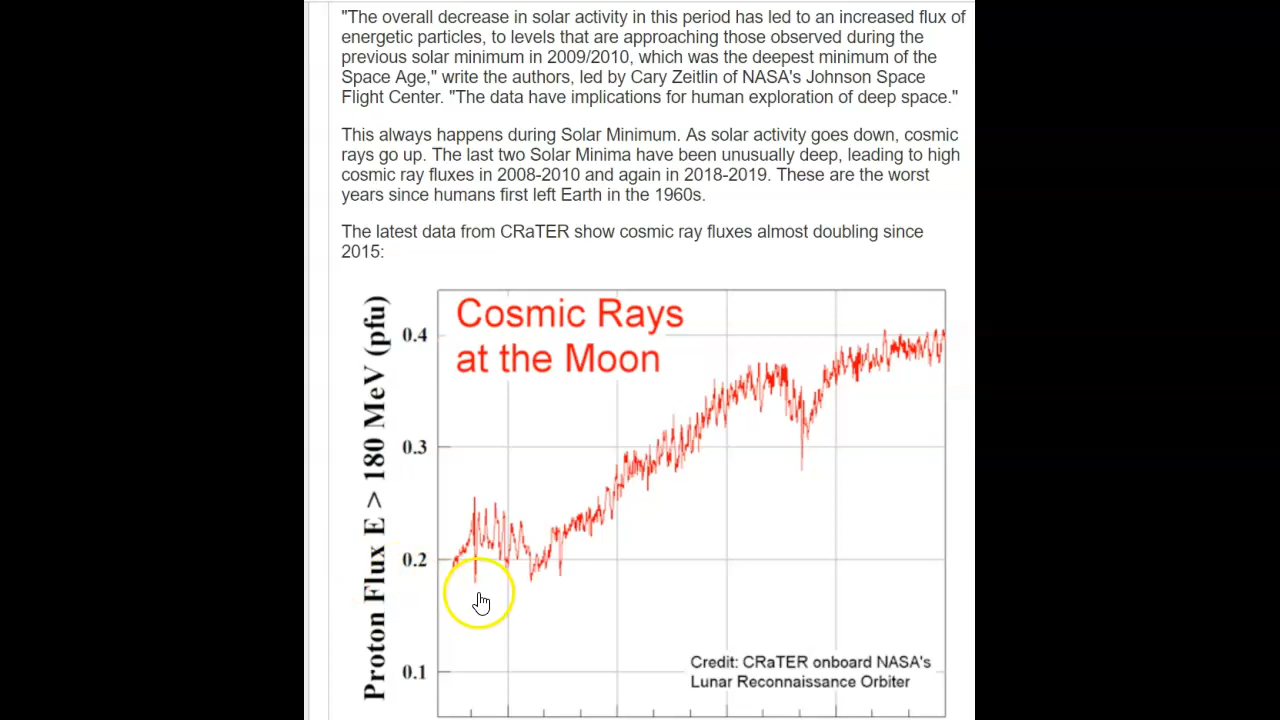 "The overall decrease in solar activity in this period has led to an increased flux of
energetic particles, to levels that are approaching those observed during the
previous solar minimum in 2009/2010, which was the deepest minimum of the
Space Age," write the authors, led by Cary Zeitlin of NASA's Johnson Space
Flight Center. "The data have implications for human exploration of deep space."
This always happens during Solar Minimum. As solar activity goes down, cosmic
rays go up. The last two Solar Minima have been unusually deep, leading to high
cosmic ray fluxes in 2008-2010 and again in 2018-2019. These are the worst
years since humans first left Earth in the 1960s.
The latest data from CRaTER show cosmic ray fluxes almost doubling since
2015:
Cosmic Rays
at the Moon
Proton Flux E > 180 MeV (pfu)
0.4
0.3
0.2
0.1
Credit: CRaTER onboard NASA's
Lunar Reconnaissance Orbiter